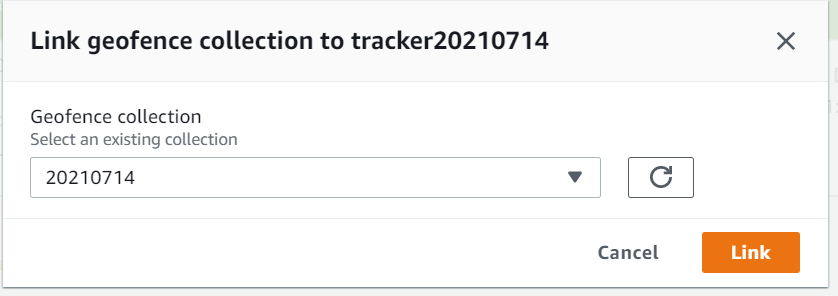 Link geofence collection to tracker20210714
Geofence collection
Select an existing collection
20210714
Cancel
Link